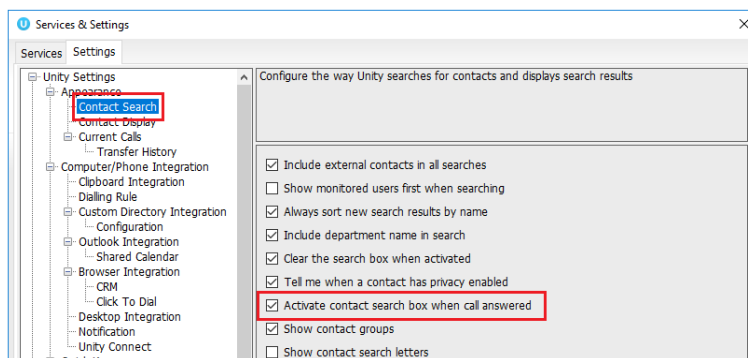 Services & Settings
Services Settings
Unity Settings
Appearance
Contact Search
Contact Display
Current Calls
Transfer History
Computer/Phone Integration
Clipboard Integration
Dialling Rule
Custom Directory Integration
Configuration
Outlook Integration
Shared Calendar
Browser Integration
CRM
Click To Dial
Desktop Integration
Notification
Unity Connect
Configure the way Unity searches for contacts and displays search results
Include external contacts in all searches
Show monitored users first when searching
Always sort new search results by name
Include department name in search
Clear the search box when activated
Tell me when a contact has privacy enabled
Activate contact search box when call answered
Show contact groups
Show contact search letters